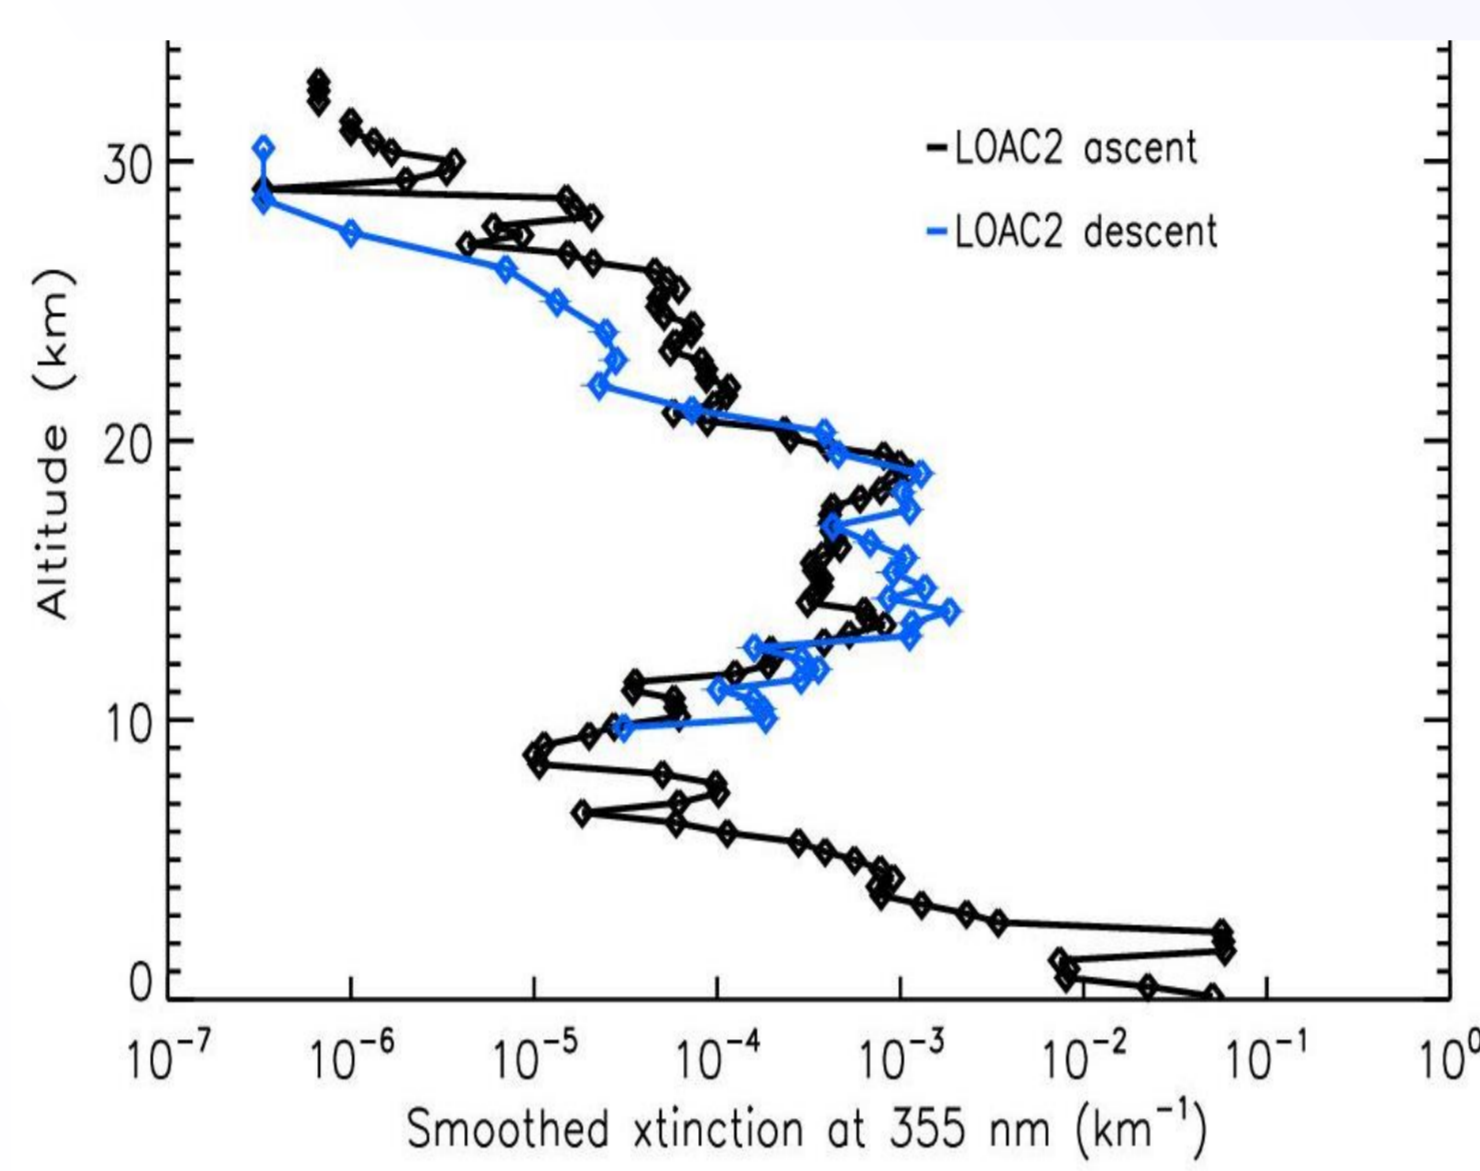 LOAC2 ascent
LOAC2 descent
Altitude (km)
30
20
10
0
10⁻⁷ 10⁻⁶ 10⁻⁵ 10⁻⁴ 10⁻³ 10⁻² 10⁻¹ 10⁰
Smoothed xtinction at 355 nm (km⁻¹)